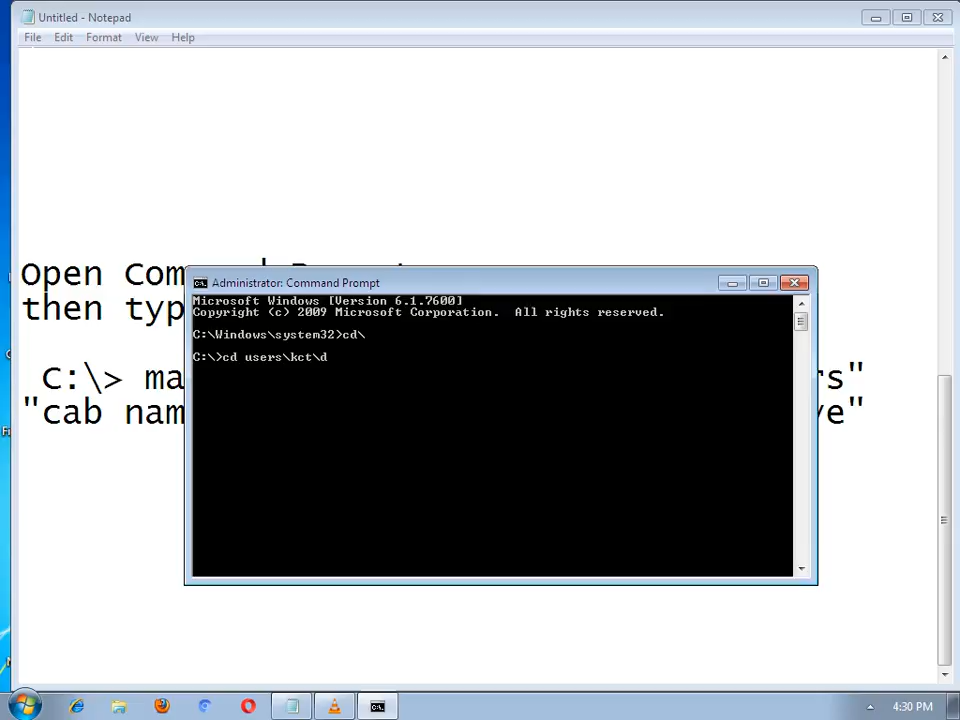 Untitled - Notepad
File Edit Format View Help
Open Com
then typ
C:\> ma
"cab nam
Administrator: Command Prompt
Microsoft Windows [Version 6.1.7600]
Copyright (c) 2009 Microsoft Corporation.  All rights reserved.
C:\Windows\system32>cd\
C:\>cd users\kct\d
rs"
ve"
4:30 PM